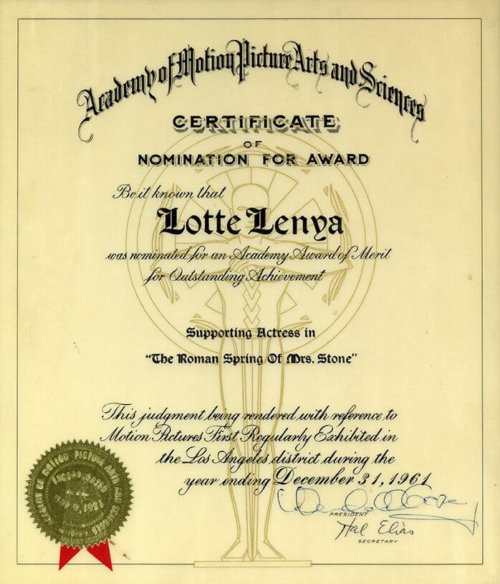 Academy of Motion Picture Arts and Sciences
CERTIFICATE
OF
NOMINATION FOR AWARD
Be it known that
Lotte Lenya
was nominated for an Academy Award of Merit
for Outstanding Achievement
Supporting Actress in
"The Roman Spring Of Mrs. Stone"
This judgment being rendered with reference to
Motion Pictures First Regularly Exhibited in
the Los Angeles district during the
year ending December 31, 1961
PRESIDENT
Hal Elias
SECRETARY